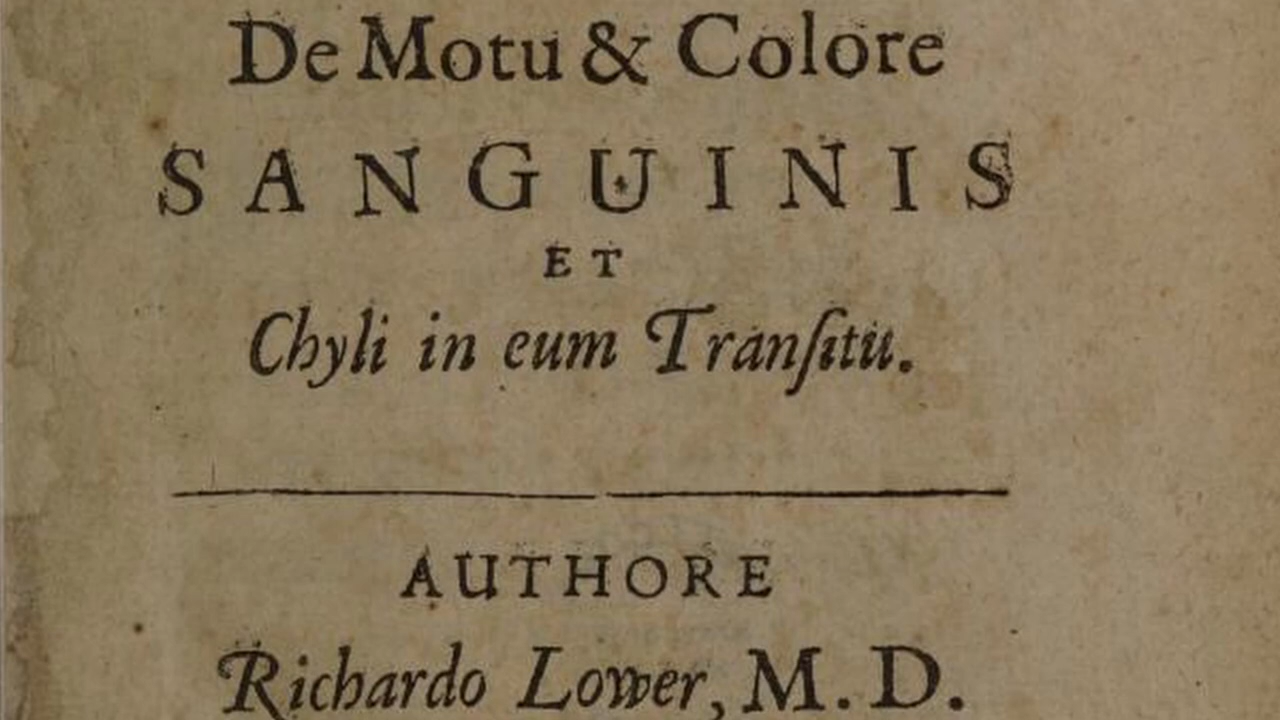 De Motu & Colore
SANGUINIS
ET
Chyli in eum Tranſitu.
AUTHORE
Richardo Lower, M.D.